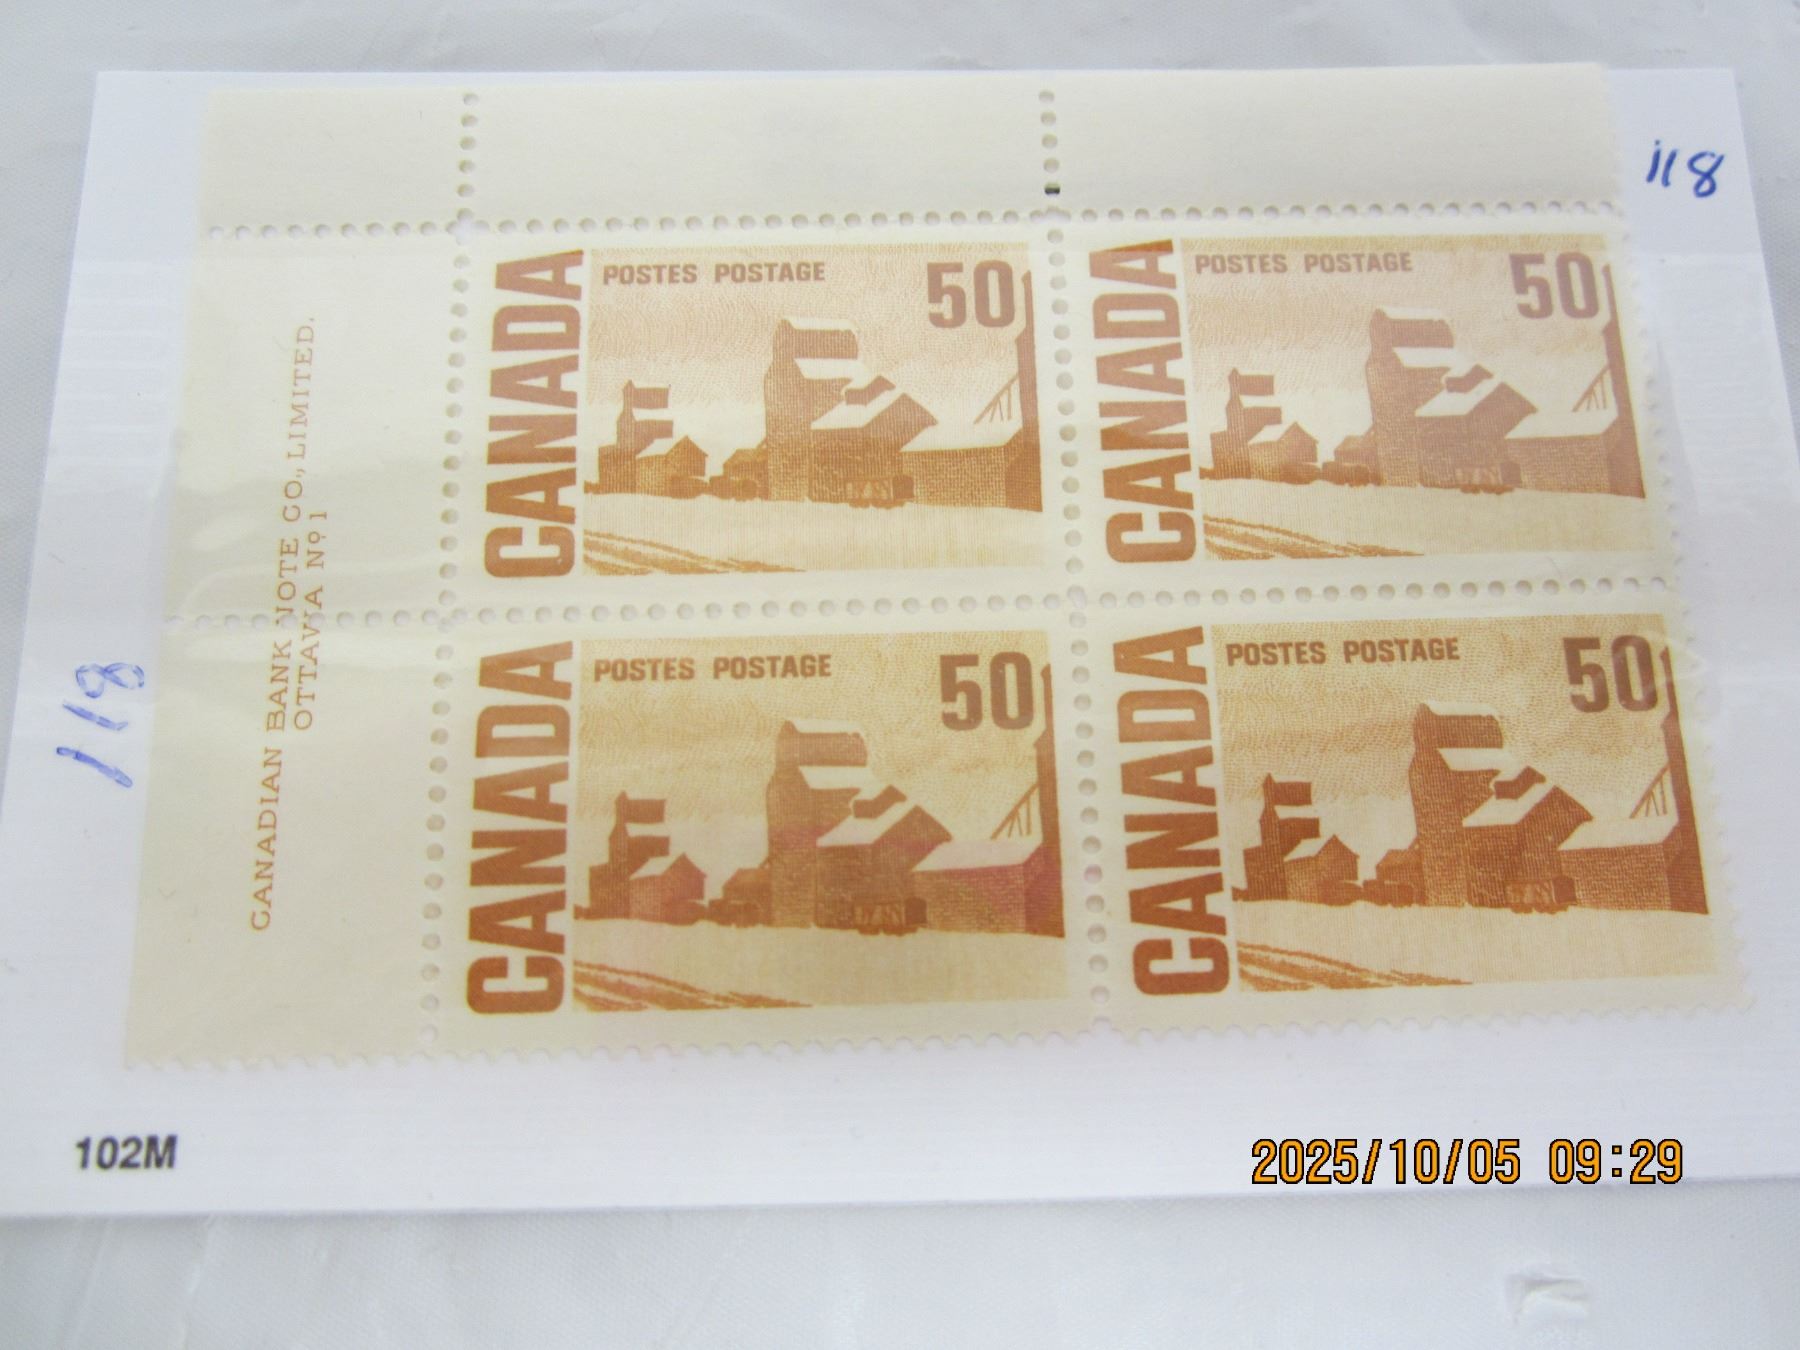 118
CANADA
POSTES POSTAGE
50
CANADA
POSTES POSTAGE
50
CANADIAN BANK NOTE CO., LIMITED.
OTTAWA Nº 1
118
CANADA
POSTES POSTAGE
50
CANADA
POSTES POSTAGE
50
102M
2025/10/05 09:29